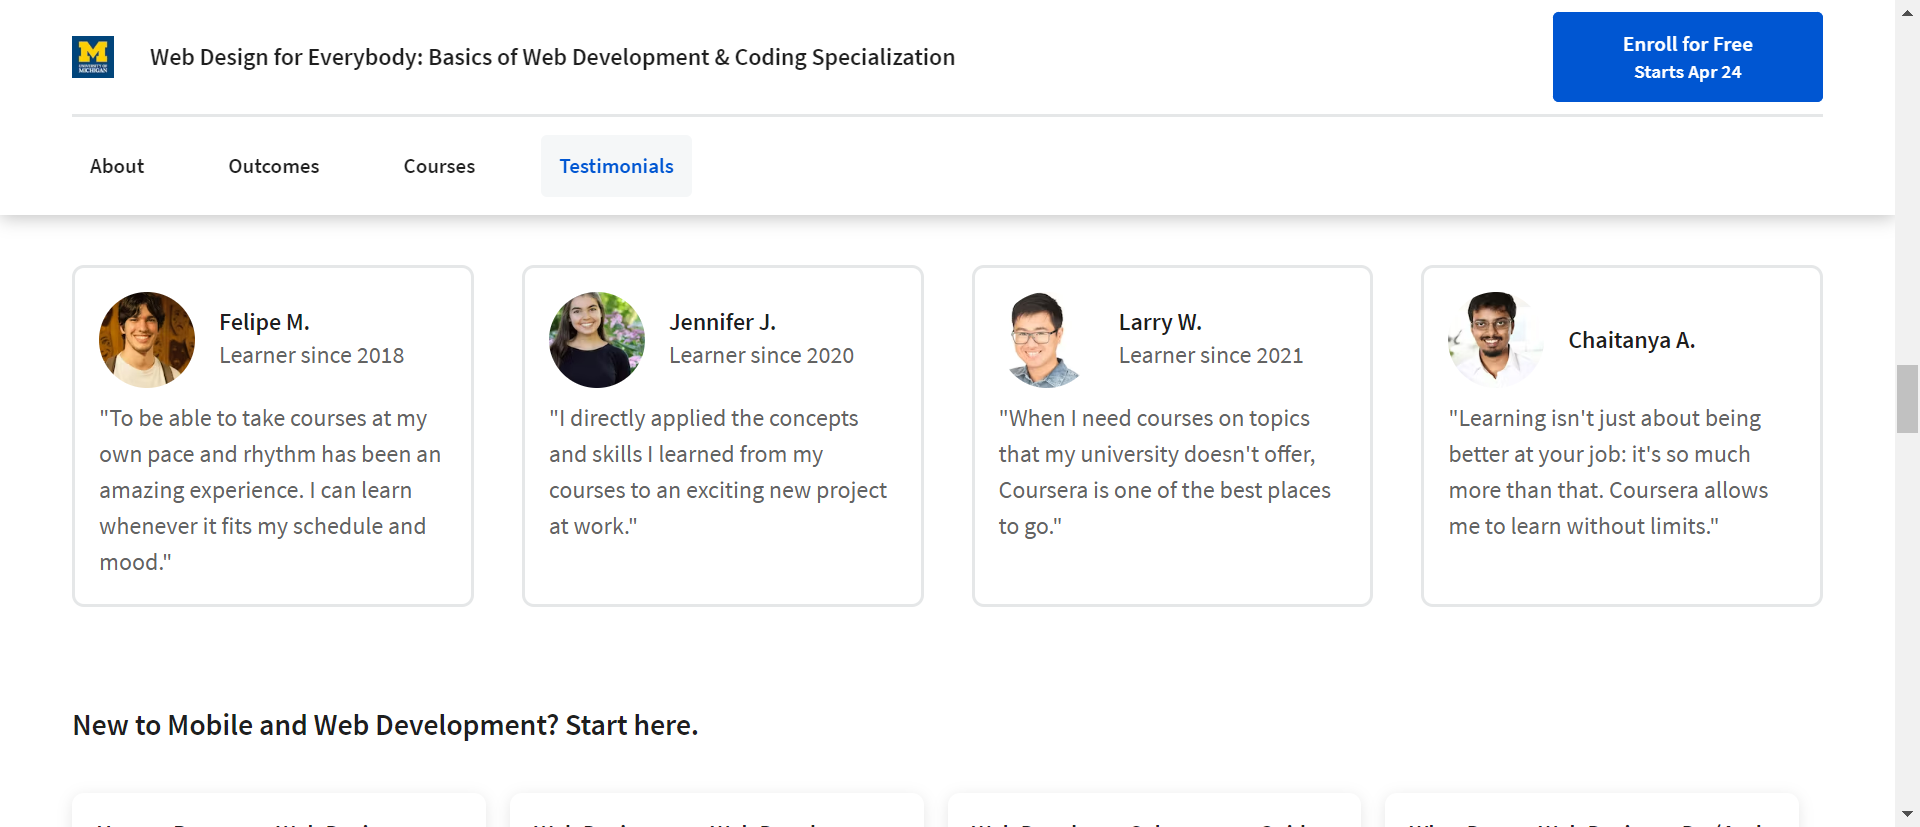 UNIVERSITY OF
MICHIGAN
Web Design for Everybody: Basics of Web Development & Coding Specialization
Enroll for Free
Starts Apr 24
About
Outcomes
Courses
Testimonials
Felipe M.
Learner since 2018
"To be able to take courses at my
own pace and rhythm has been an
amazing experience. I can learn
whenever it fits my schedule and
mood."
Jennifer J.
Learner since 2020
"I directly applied the concepts
and skills I learned from my
courses to an exciting new project
at work."
Larry W.
Learner since 2021
"When I need courses on topics
that my university doesn't offer,
Coursera is one of the best places
to go."
Chaitanya A.
"Learning isn't just about being
better at your job: it's so much
more than that. Coursera allows
me to learn without limits."
New to Mobile and Web Development? Start here.